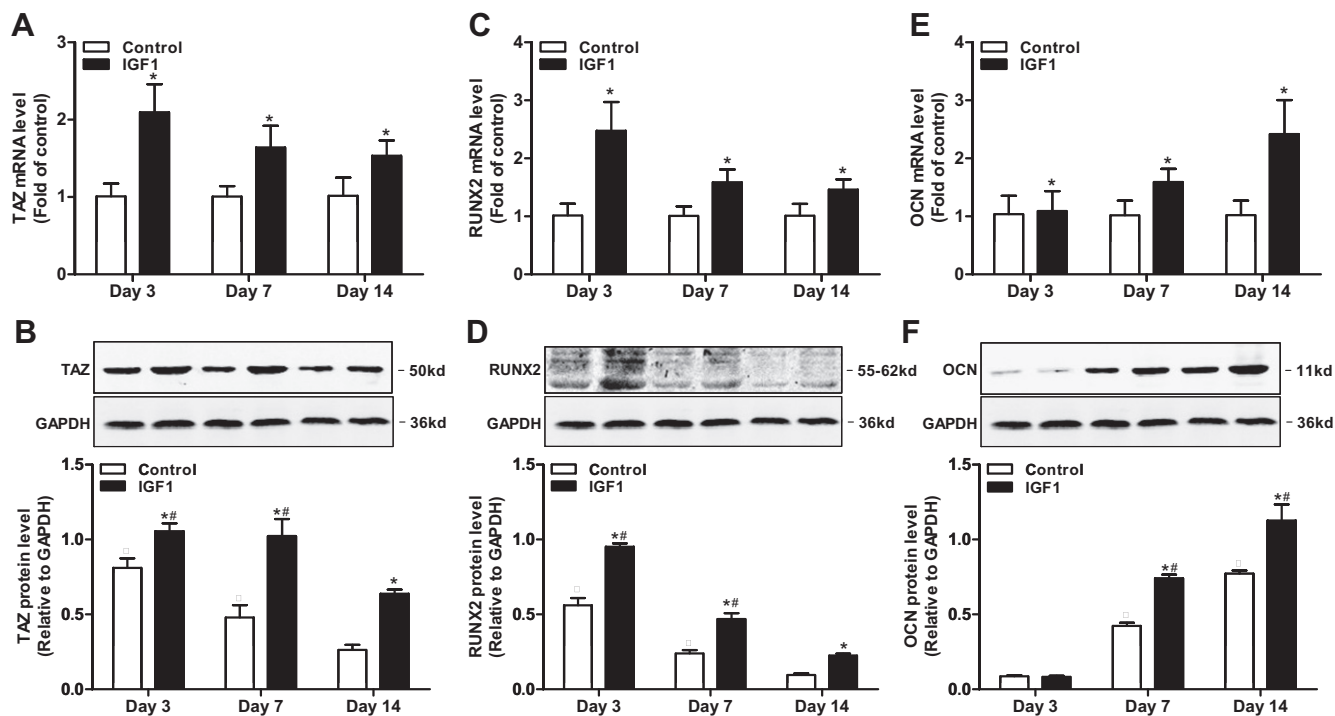 A
Control
IGF1
TAZ mRNA level
(Fold of control)
3
2
1
0
*
*
*
Day 3
Day 7
Day 14
C
Control
IGF1
RUNX2 mRNA level
(Fold of control)
4
3
2
1
0
*
*
*
Day 3
Day 7
Day 14
E
Control
IGF1
OCN mRNA level
(Fold of control)
4
3
2
1
0
*
*
*
Day 3
Day 7
Day 14
B
TAZ
- 50kd
GAPDH
- 36kd
Control
IGF1
TAZ protein level
(Relative to GAPDH)
1.5
1.0
0.5
0.0
□
*#
□
*#
*
Day 3
Day 7
Day 14
D
RUNX2
- 55-62kd
GAPDH
- 36kd
Control
IGF1
RUNX2 protein level
(Relative to GAPDH)
1.5
1.0
0.5
0.0
□
*#
□
*#
*
Day 3
Day 7
Day 14
F
OCN
- 11kd
GAPDH
- 36kd
Control
IGF1
OCN protein level
(Relative to GAPDH)
1.5
1.0
0.5
0.0
□
*#
□
*#
Day 3
Day 7
Day 14